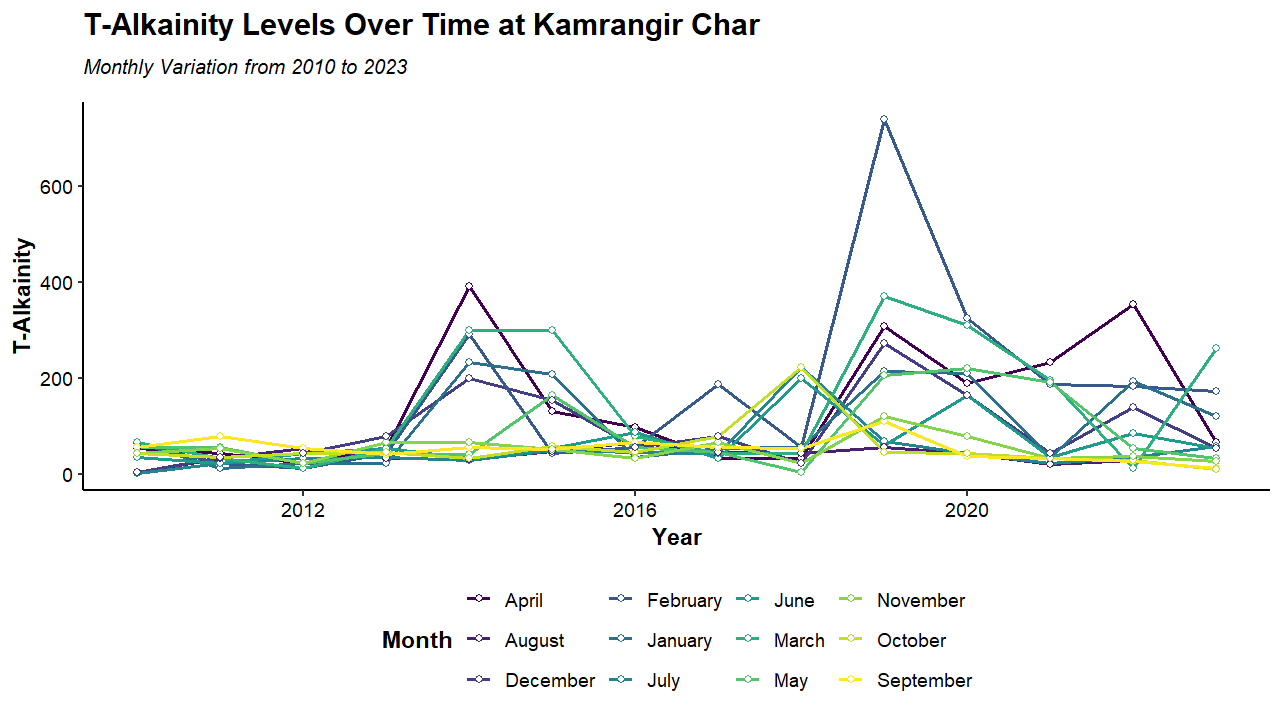 T-Alkainity Levels Over Time at Kamrangir Char
Monthly Variation from 2010 to 2023
T-Alkainity
600
400
200
0
2012 2016 2020
Year
Month
April February June November
August January March October
December July May September